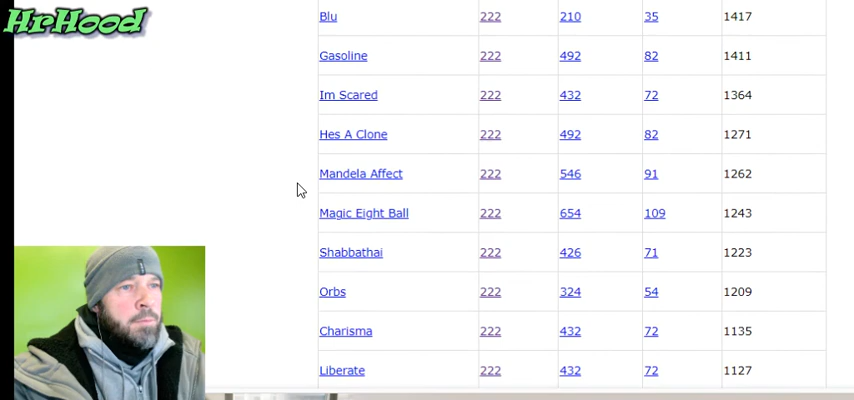 HrHood
Blu 222 210 35 1417
Gasoline 222 492 82 1411
Im Scared 222 432 72 1364
Hes A Clone 222 492 82 1271
Mandela Affect 222 546 91 1262
Magic Eight Ball 222 654 109 1243
Shabbathai 222 426 71 1223
Orbs 222 324 54 1209
Charisma 222 432 72 1135
Liberate 222 432 72 1127